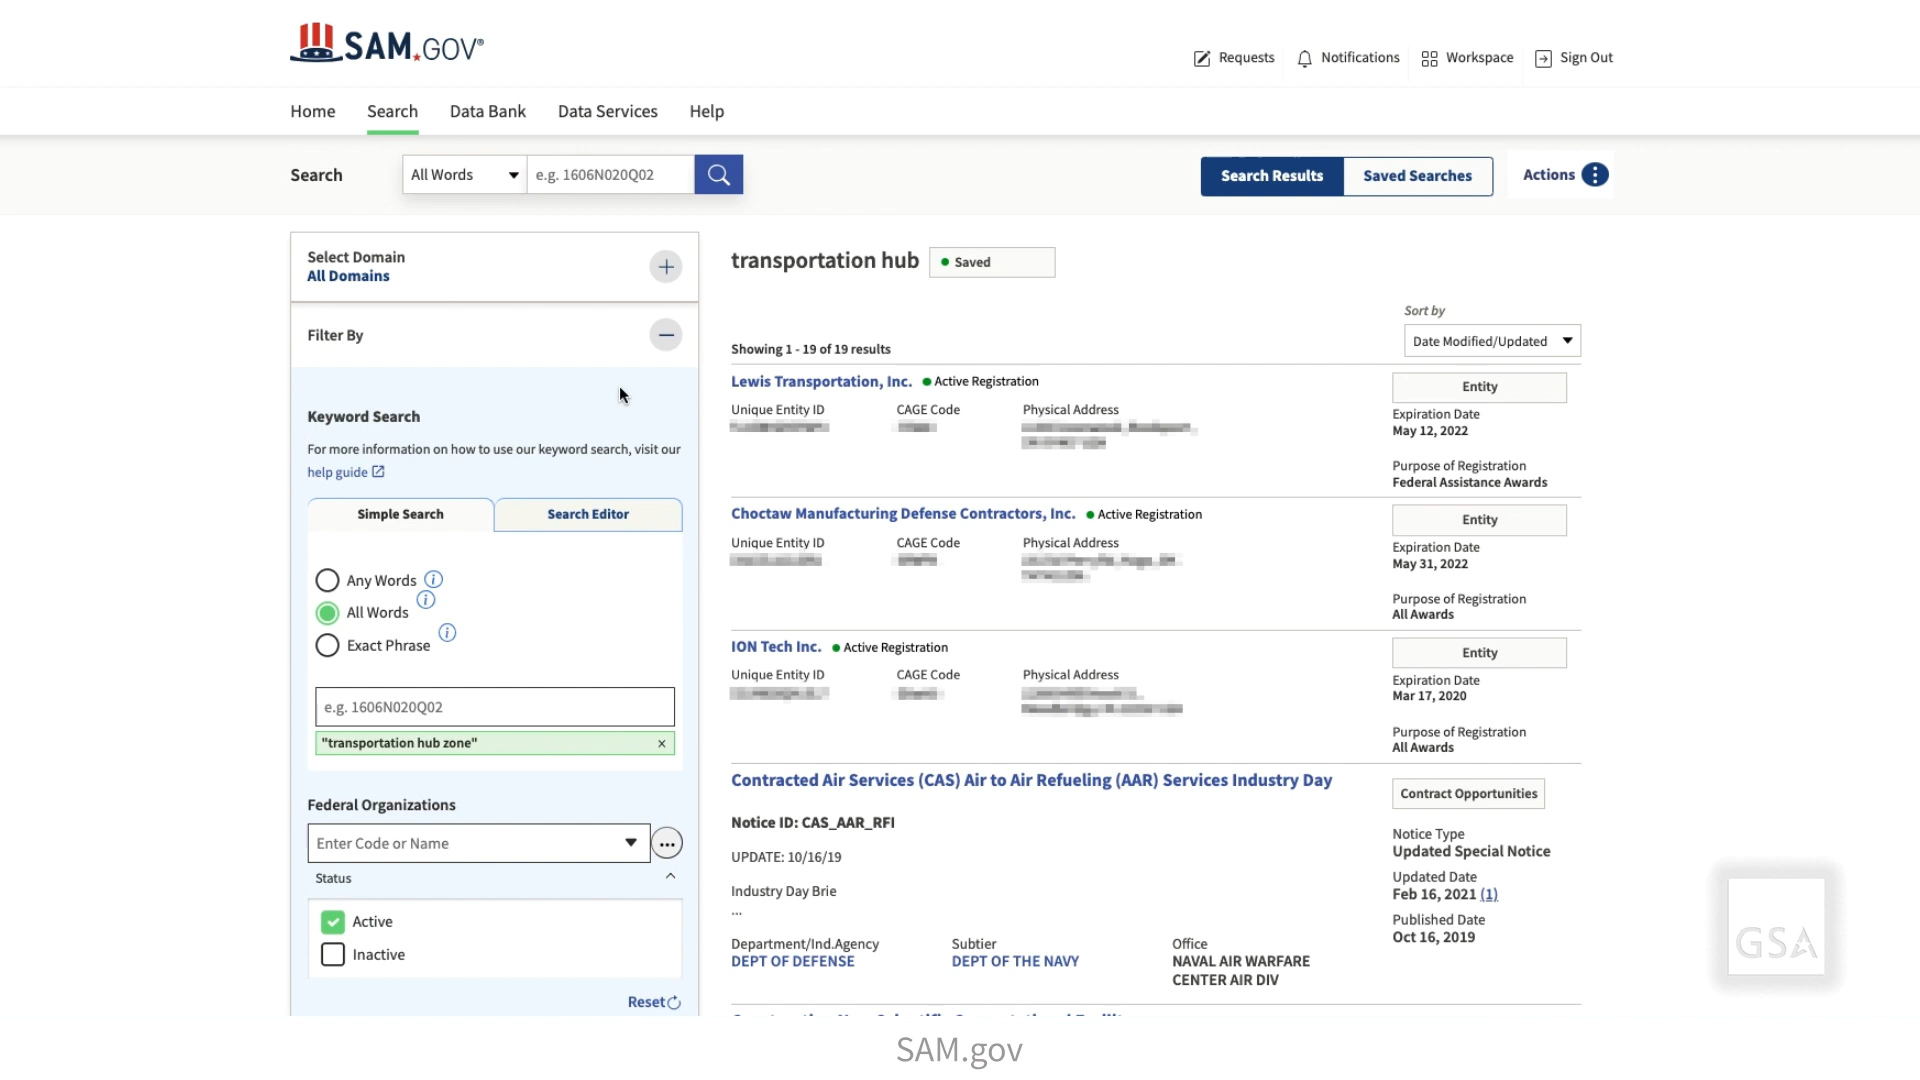 SAM.GOV®
Requests
Notifications
Workspace
Sign Out
Home
Search
Data Bank
Data Services
Help
Search
All Words
e.g. 1606N020Q02
Search Results
Saved Searches
Actions
Select Domain
All Domains
Filter By
Keyword Search
For more information on how to use our keyword search, visit our
help guide
Simple Search
Search Editor
Any Words
All Words
Exact Phrase
e.g. 1606N020Q02
"transportation hub zone"
Federal Organizations
Enter Code or Name
Status
Active
Inactive
Reset
transportation hub
Saved
Sort by
Date Modified/Updated
Showing 1 - 19 of 19 results
Lewis Transportation, Inc.
Active Registration
Unique Entity ID
CAGE Code
Physical Address
Entity
Expiration Date
May 12, 2022
Purpose of Registration
Federal Assistance Awards
Choctaw Manufacturing Defense Contractors, Inc.
Active Registration
Unique Entity ID
CAGE Code
Physical Address
Entity
Expiration Date
May 31, 2022
Purpose of Registration
All Awards
ION Tech Inc.
Active Registration
Unique Entity ID
CAGE Code
Physical Address
Entity
Expiration Date
Mar 17, 2020
Purpose of Registration
All Awards
Contracted Air Services (CAS) Air to Air Refueling (AAR) Services Industry Day
Notice ID: CAS_AAR_RFI
UPDATE: 10/16/19
Industry Day Brie
...
Department/Ind.Agency
DEPT OF DEFENSE
Subtier
DEPT OF THE NAVY
Office
NAVAL AIR WARFARE
CENTER AIR DIV
Contract Opportunities
Notice Type
Updated Special Notice
Updated Date
Feb 16, 2021 (1)
Published Date
Oct 16, 2019
GSA
SAM.gov